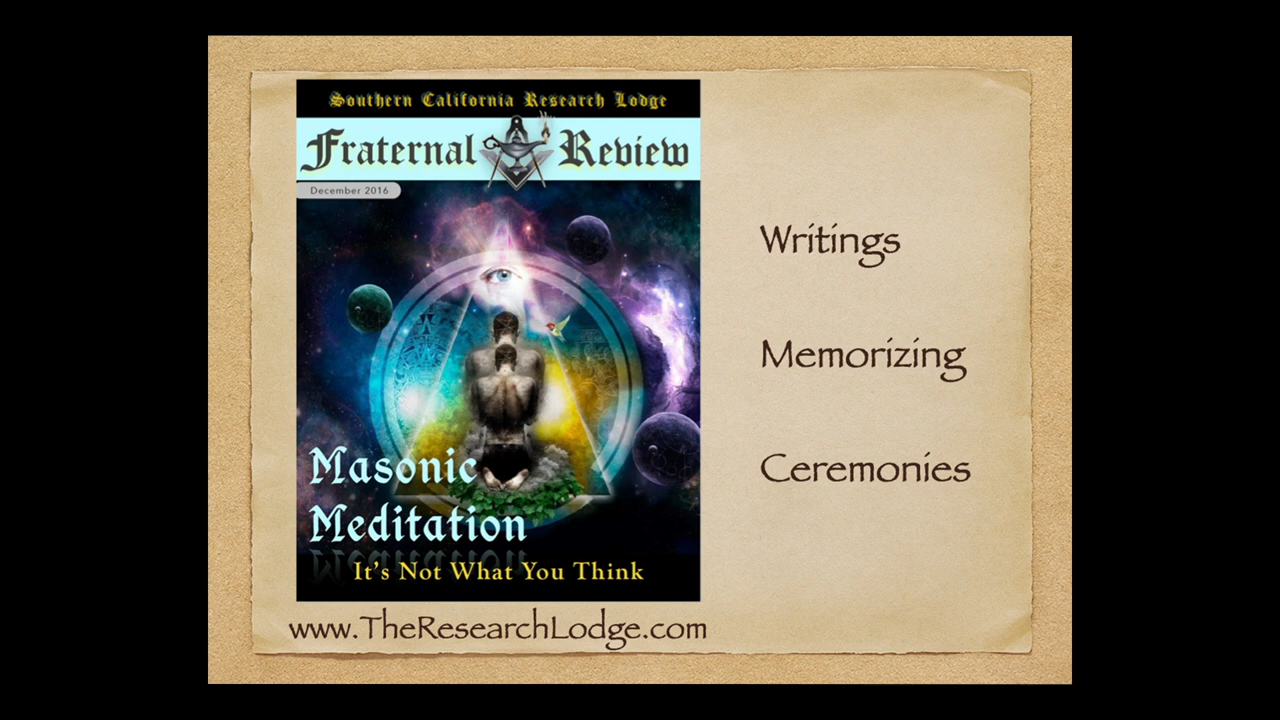 Southern California Research Lodge
Fraternal Review
December 2016
Masonic
Meditation
It's Not What You Think
www.TheResearchLodge.com
Writings
Memorizing
Ceremonies